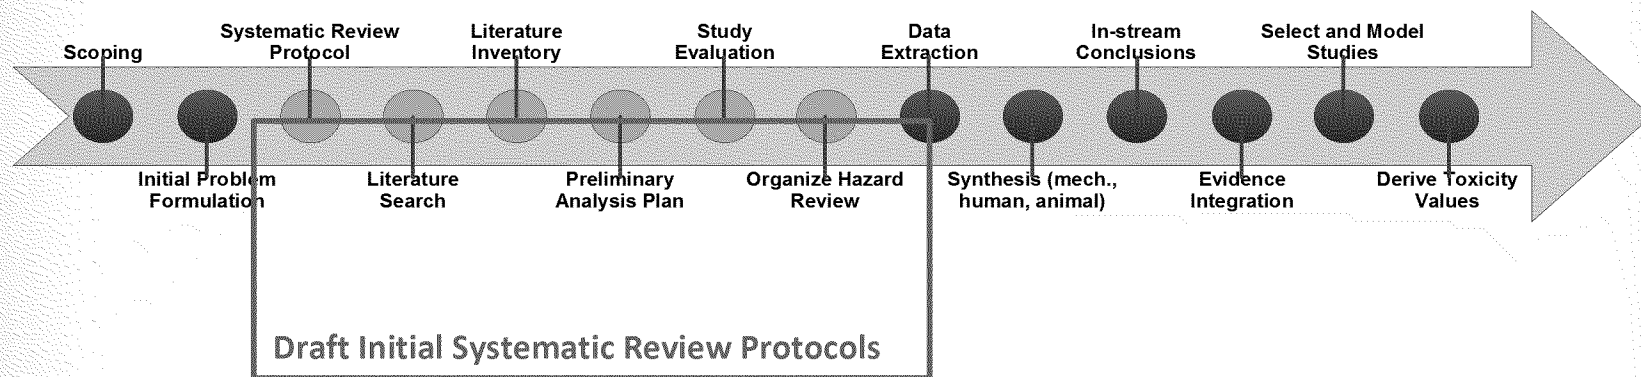 Scoping
Systematic Review
Protocol
Literature
Inventory
Study
Evaluation
Data
Extraction
In-stream
Conclusions
Select and Model
Studies
Initial Problem
Formulation
Literature
Search
Preliminary
Analysis Plan
Organize Hazard
Review
Synthesis (mech.,
human, animal)
Evidence
Integration
Derive Toxicity
Values
Draft Initial Systematic Review Protocols